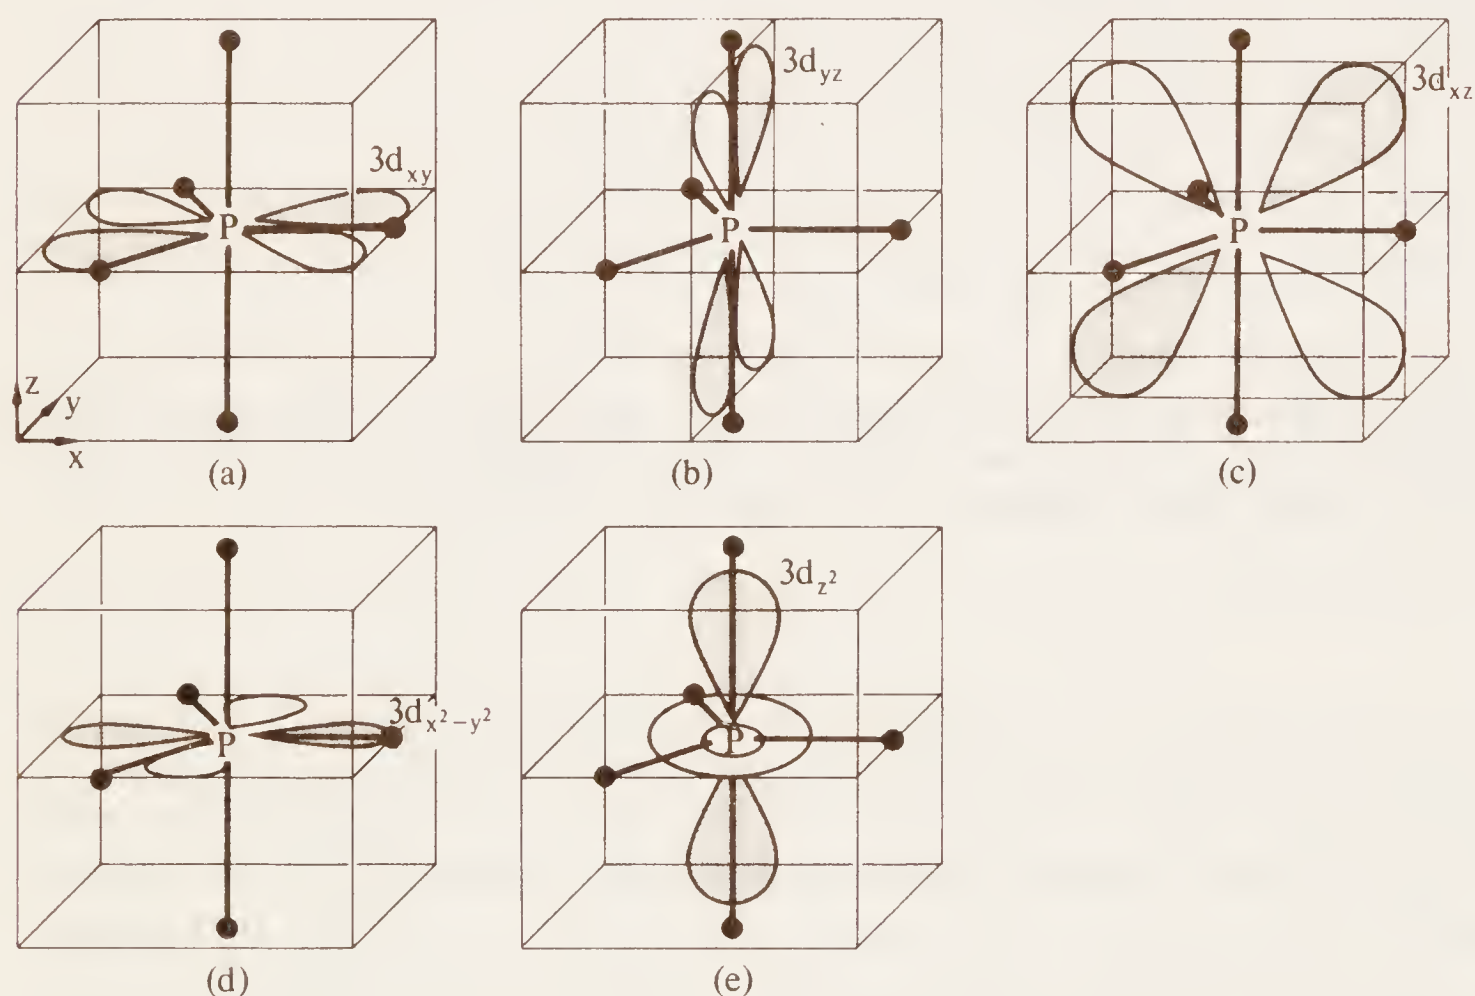 3d_xy
P
z
y
x
(a)
3d_yz
P
(b)
3d_xz
P
(c)
3d_x²−y²
P
(d)
3d_z²
P
(e)